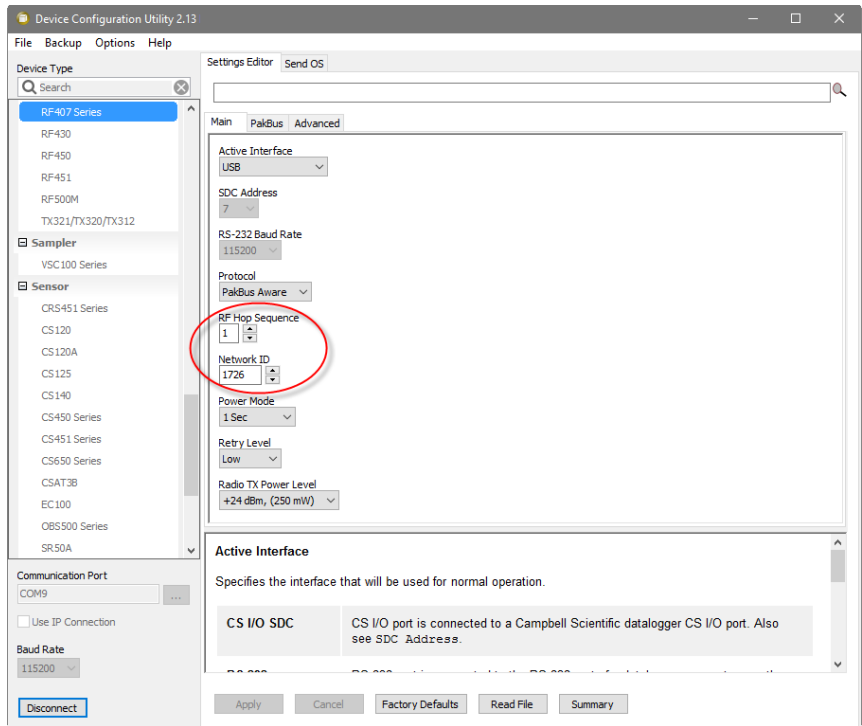 Device Configuration Utility 2.13
File Backup Options Help
Device Type
Search
RF407 Series
RF430
RF450
RF451
RF500M
TX321/TX320/TX312
Sampler
VSC100 Series
Sensor
CRS451 Series
CS120
CS120A
CS125
CS140
CS450 Series
CS451 Series
CS650 Series
CSAT3B
EC100
OBS500 Series
SR50A
Communication Port
COM9
...
Use IP Connection
Baud Rate
115200
Disconnect
Settings Editor Send OS
Main PakBus Advanced
Active Interface
USB
SDC Address
7
RS-232 Baud Rate
115200
Protocol
PakBus Aware
RF Hop Sequence
1
Network ID
1726
Power Mode
1 Sec
Retry Level
Low
Radio TX Power Level
+24 dBm, (250 mW)
Active Interface
Specifies the interface that will be used for normal operation.
CS I/O SDC CS I/O port is connected to a Campbell Scientific datalogger CS I/O port. Also
see SDC Address.
Apply Cancel Factory Defaults Read File Summary